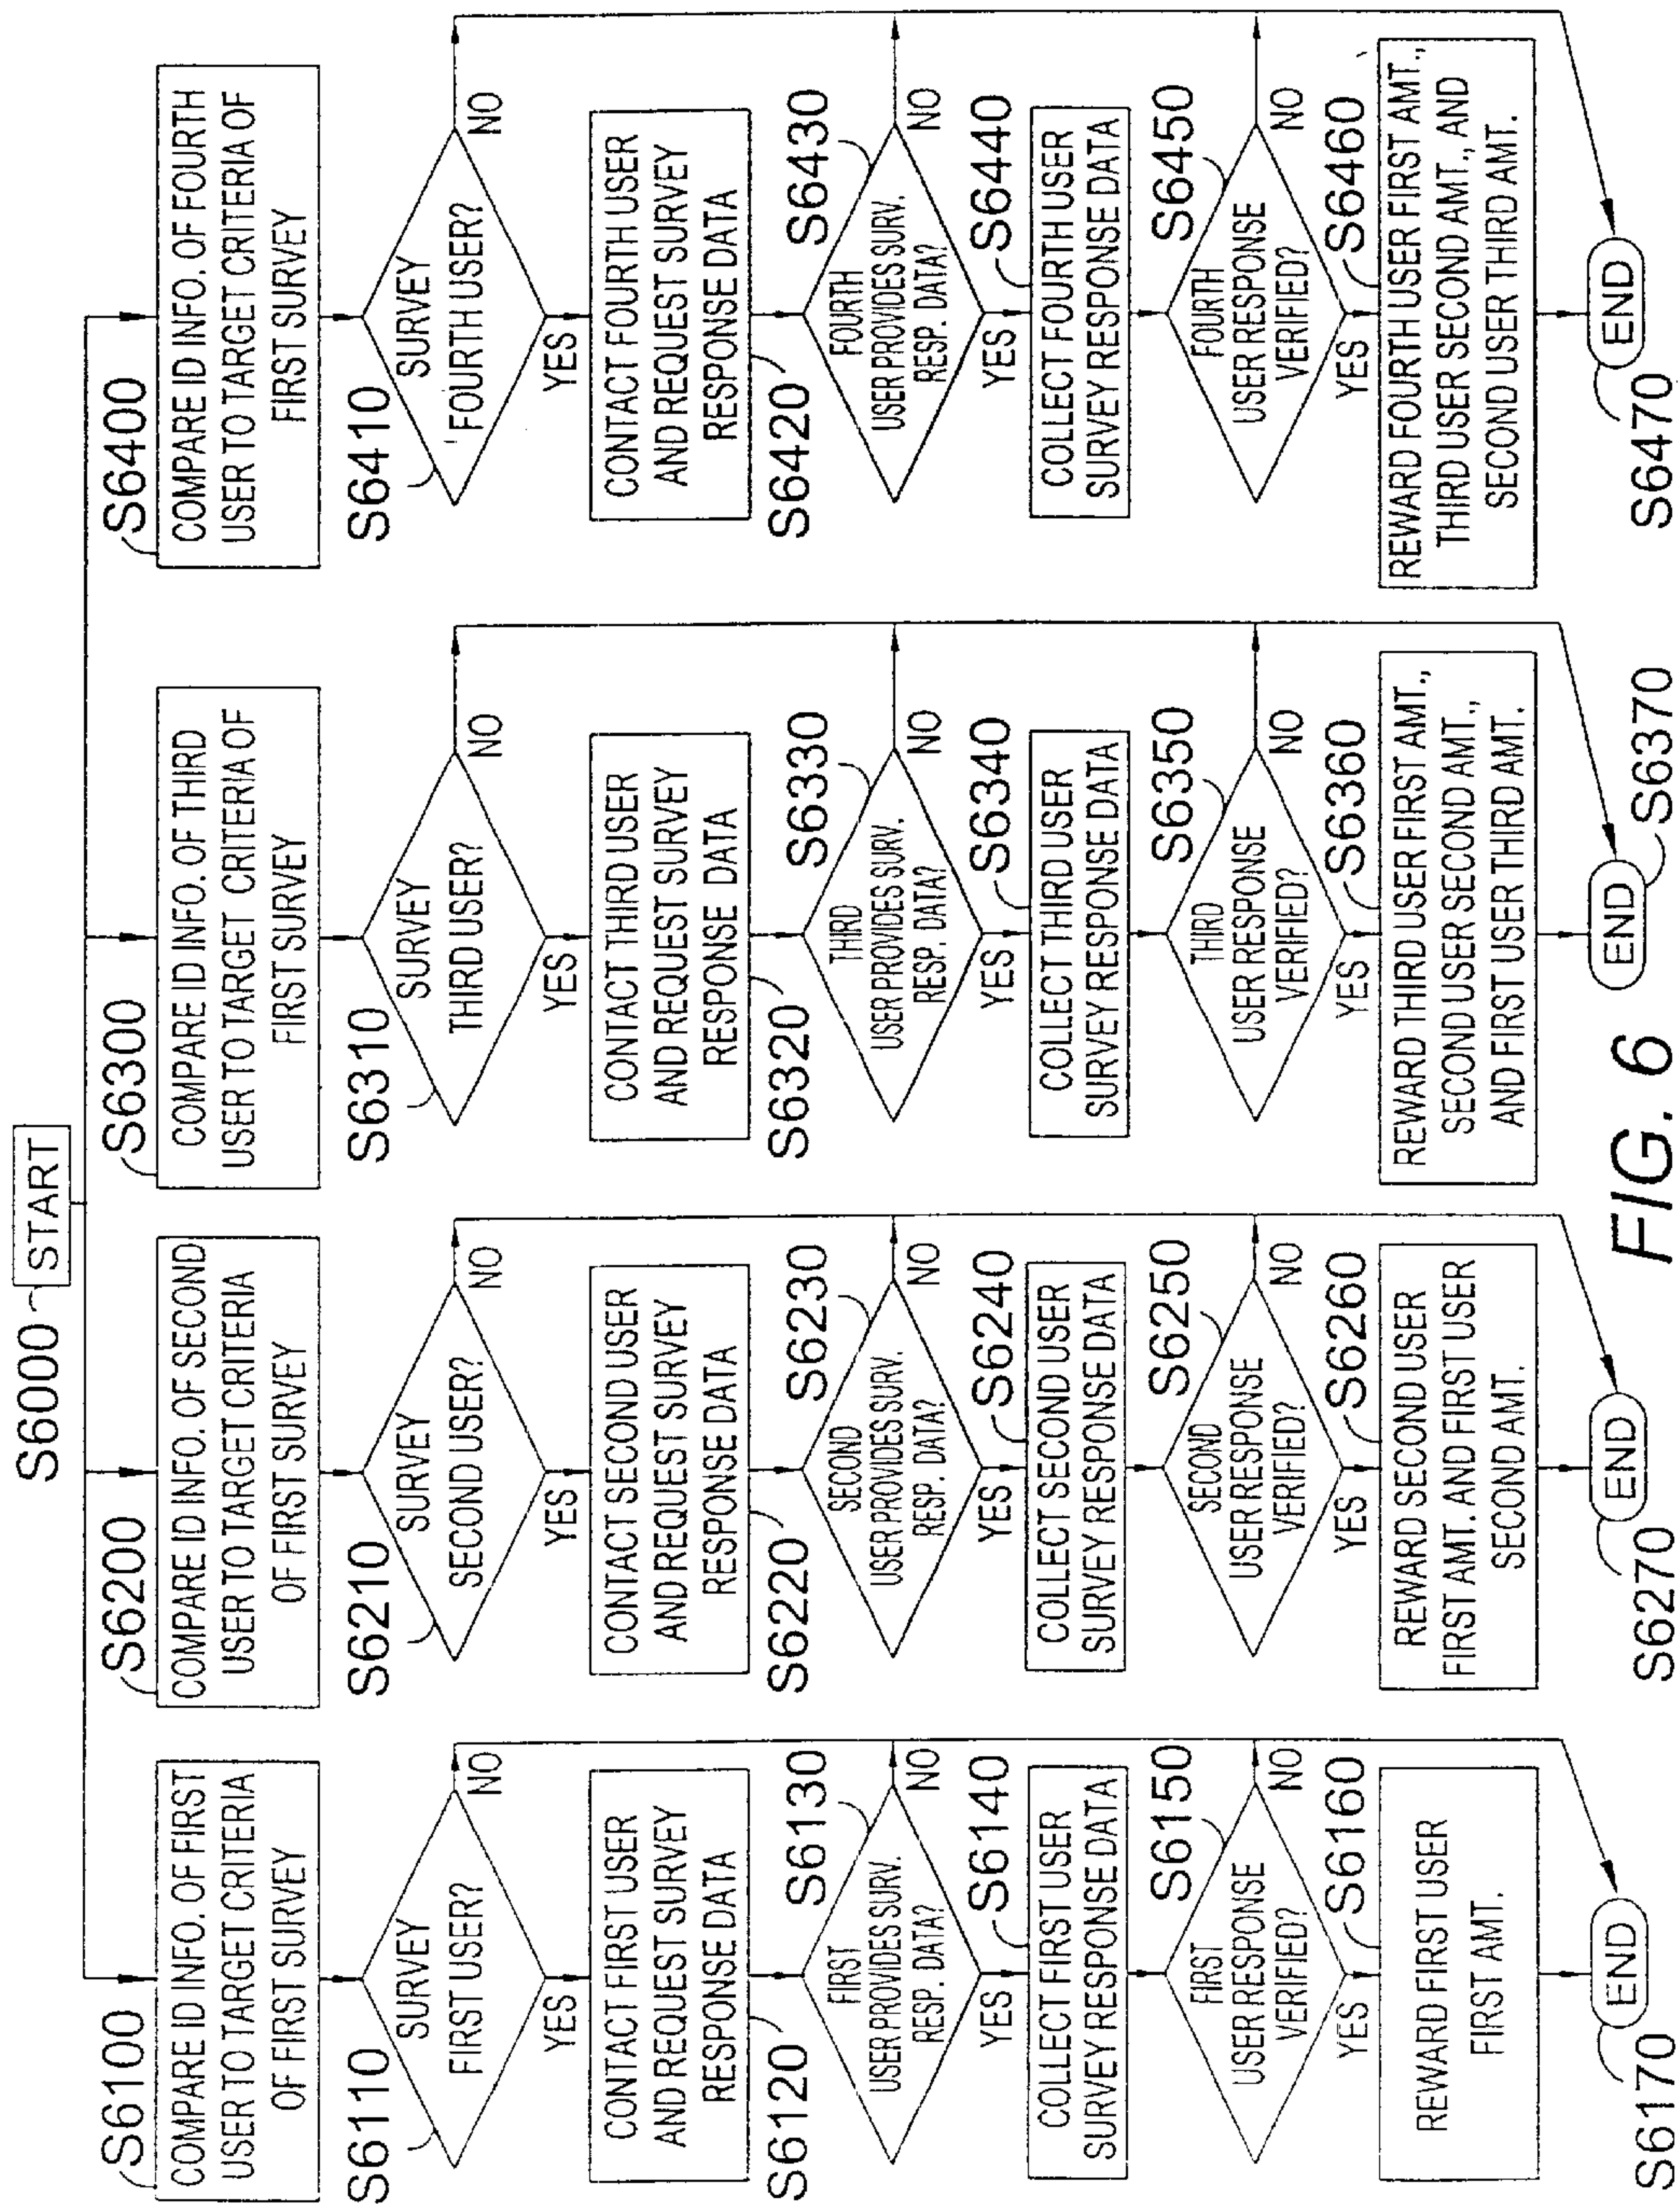 S6000
START
S6100
COMPARE ID INFO. OF FIRST
USER TO TARGET CRITERIA
OF FIRST SURVEY
S6110
SURVEY
FIRST USER?
NO
YES
CONTACT FIRST USER
AND REQUEST SURVEY
RESPONSE DATA
S6120
S6130
FIRST
USER PROVIDES SURV.
RESP. DATA?
NO
YES
S6140
COLLECT FIRST USER
SURVEY RESPONSE DATA
S6150
FIRST
USER RESPONSE
VERIFIED?
NO
YES
S6160
REWARD FIRST USER
FIRST AMT.
END
S6170
S6200
COMPARE ID INFO. OF SECOND
USER TO TARGET CRITERIA
OF FIRST SURVEY
S6210
SURVEY
SECOND USER?
NO
YES
CONTACT SECOND USER
AND REQUEST SURVEY
RESPONSE DATA
S6220
S6230
SECOND
USER PROVIDES SURV.
RESP. DATA?
NO
YES
S6240
COLLECT SECOND USER
SURVEY RESPONSE DATA
S6250
SECOND
USER RESPONSE
VERIFIED?
NO
YES
S6260
REWARD SECOND USER
FIRST AMT. AND FIRST USER
SECOND AMT.
END
S6270
S6300
COMPARE ID INFO. OF THIRD
USER TO TARGET CRITERIA OF
FIRST SURVEY
S6310
SURVEY
THIRD USER?
NO
YES
CONTACT THIRD USER
AND REQUEST SURVEY
RESPONSE DATA
S6320
S6330
THIRD
USER PROVIDES SURV.
RESP. DATA?
NO
YES
S6340
COLLECT THIRD USER
SURVEY RESPONSE DATA
S6350
THIRD
USER RESPONSE
VERIFIED?
NO
YES
S6360
REWARD THIRD USER FIRST AMT.,
SECOND USER SECOND AMT.,
AND FIRST USER THIRD AMT.
END
S6370
S6400
COMPARE ID INFO. OF FOURTH
USER TO TARGET CRITERIA OF
FIRST SURVEY
S6410
SURVEY
FOURTH USER?
NO
YES
CONTACT FOURTH USER
AND REQUEST SURVEY
RESPONSE DATA
S6420
S6430
FOURTH
USER PROVIDES SURV.
RESP. DATA?
NO
YES
S6440
COLLECT FOURTH USER
SURVEY RESPONSE DATA
S6450
FOURTH
USER RESPONSE
VERIFIED?
NO
YES
S6460
REWARD FOURTH USER FIRST AMT.,
THIRD USER SECOND AMT., AND
SECOND USER THIRD AMT.
END
S6470
FIG. 6